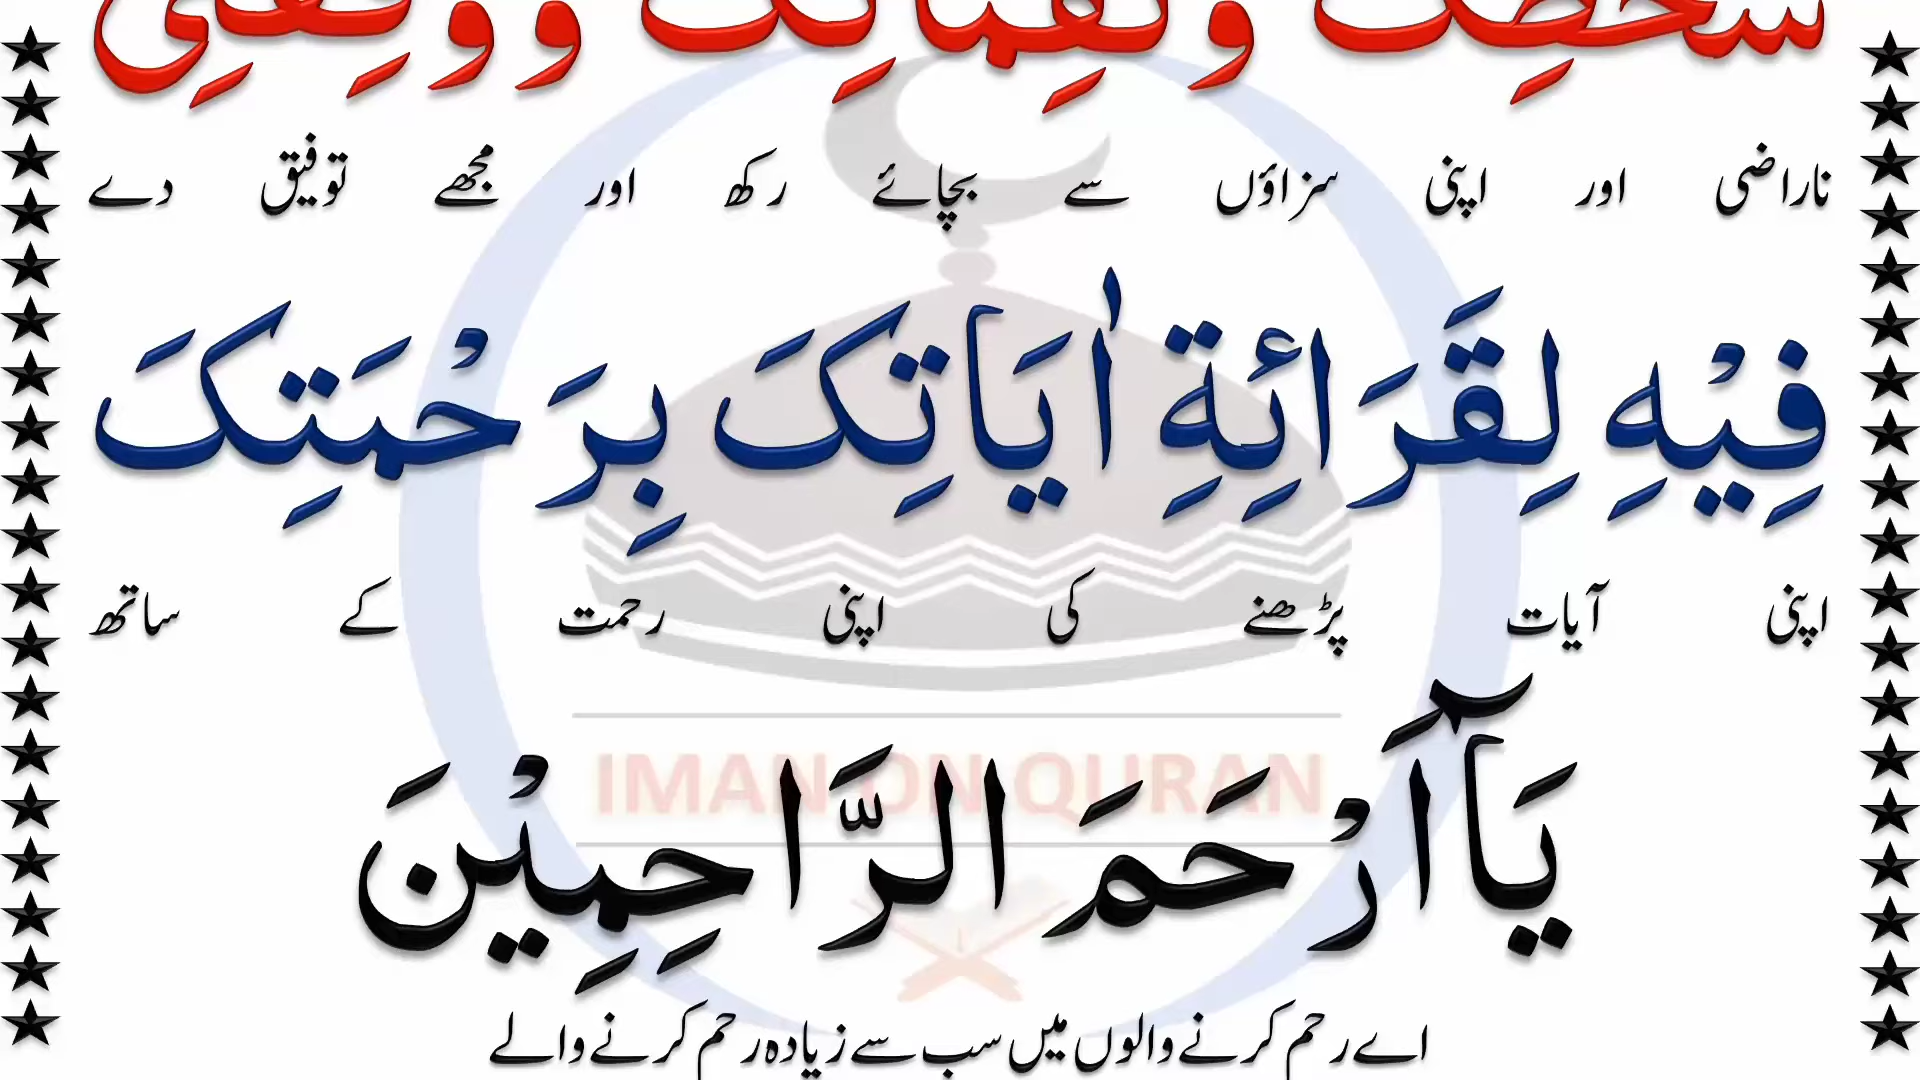 سَخَطِکَ وَنَقِمَاتِکَ وَوَفِّقْنِیْ
ناراضی اور اپنی سزاؤں سے بچائے رکھ اور مجھے توفیق دے
فِیْہِ لِقَرَائِۃِ اٰیَاتِکَ بِرَحْمَتِکَ
اپنی آیات پڑھنے کی اپنی رحمت کے ساتھ
یَآ اَرْحَمَ الرَّاحِمِیْنَ
IMAN ON QURAN
اے رحم کرنے والوں میں سب سے زیادہ رحم کرنے والے